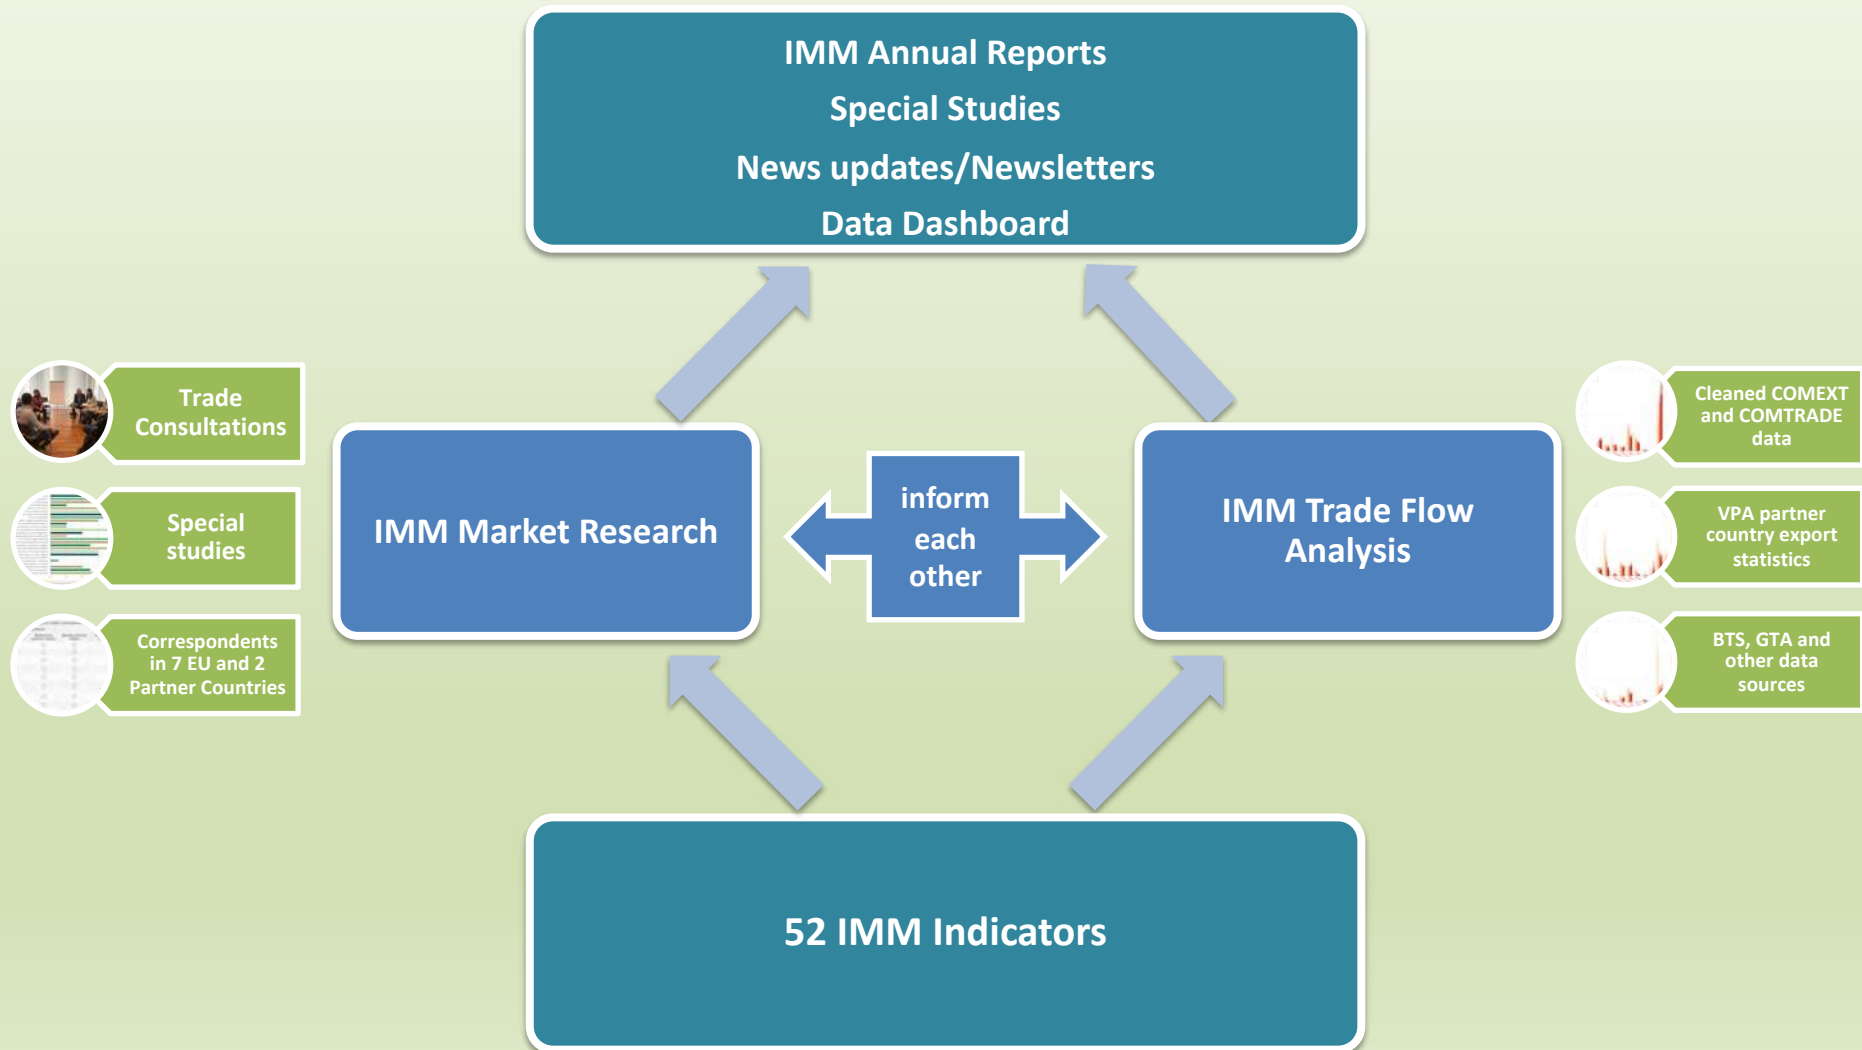 IMM Annual Reports
Special Studies
News updates/Newsletters
Data Dashboard
Trade
Consultations
Special
studies
Correspondents
in 7 EU and 2
Partner Countries
IMM Market Research
inform
each
other
IMM Trade Flow
Analysis
Cleaned COMEXT
and COMTRADE
data
VPA partner
country export
statistics
BTS, GTA and
other data
sources
52 IMM Indicators